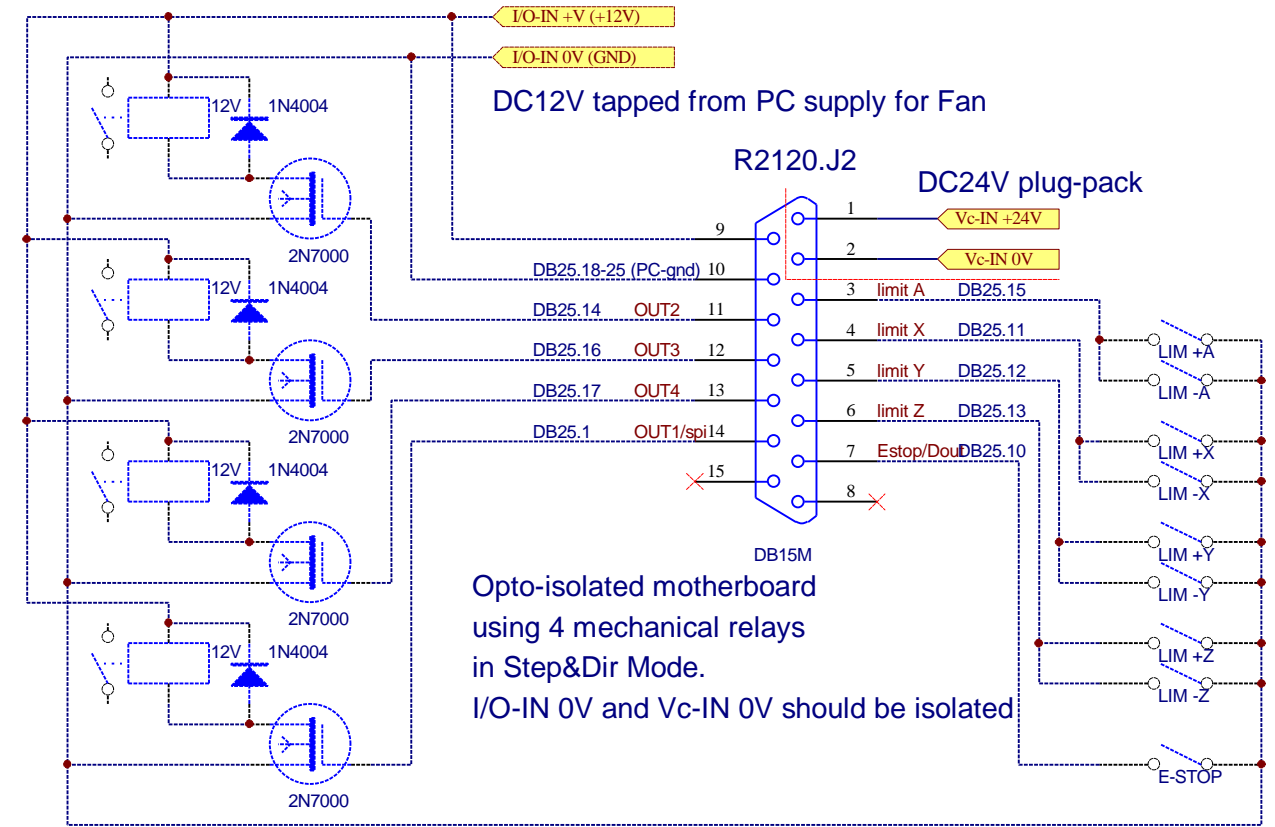 I/O-IN +V (+12V)
I/O-IN 0V (GND)
DC12V tapped from PC supply for Fan
12V 1N4004
2N7000
R2120.J2
DC24V plug-pack
1 Vc-IN +24V
9
2 Vc-IN 0V
DB25.18-25 (PC-gnd) 10
3 limit A DB25.15
12V 1N4004
DB25.14 OUT2 11
4 limit X DB25.11
LIM +A
DB25.16 OUT3 12
5 limit Y DB25.12
LIM -A
DB25.17 OUT4 13
6 limit Z DB25.13
2N7000
DB25.1 OUT1/spi 14
7 Estop/Dout DB25.10
LIM +X
12V 1N4004
15
8
LIM -X
DB15M
LIM +Y
Opto-isolated motherboard
LIM -Y
2N7000
using 4 mechanical relays
12V 1N4004
LIM +Z
in Step&Dir Mode.
LIM -Z
I/O-IN 0V and Vc-IN 0V should be isolated
E-STOP
2N7000